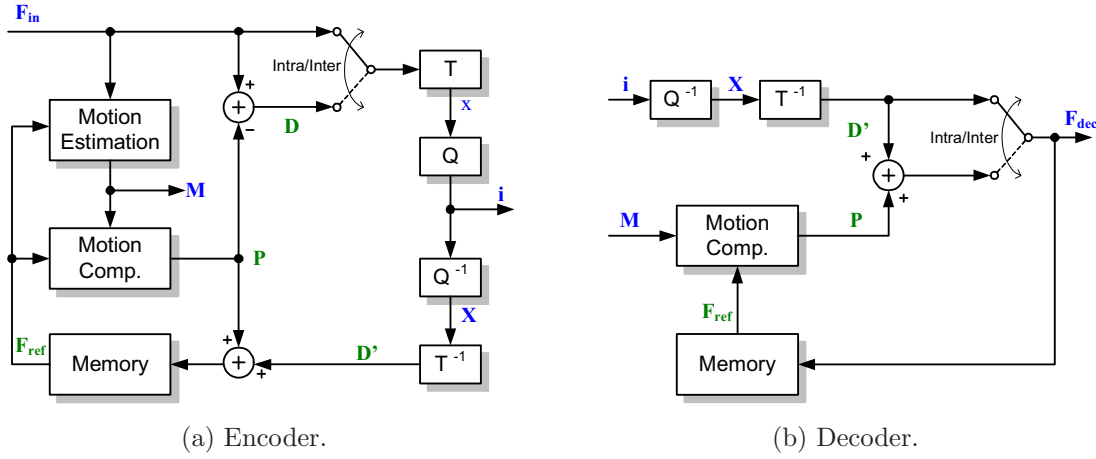 F_in
Intra/Inter
T
+
Motion
Estimation
+
D
−
x
Q
M
i
Motion
Comp.
P
Q⁻¹
X
F_ref
Memory
+
+
+
D’
T⁻¹
(a) Encoder.
i
Q⁻¹
X
T⁻¹
D’
Intra/Inter
F_dec
+
+
+
M
Motion
Comp.
P
F_ref
Memory
(b) Decoder.